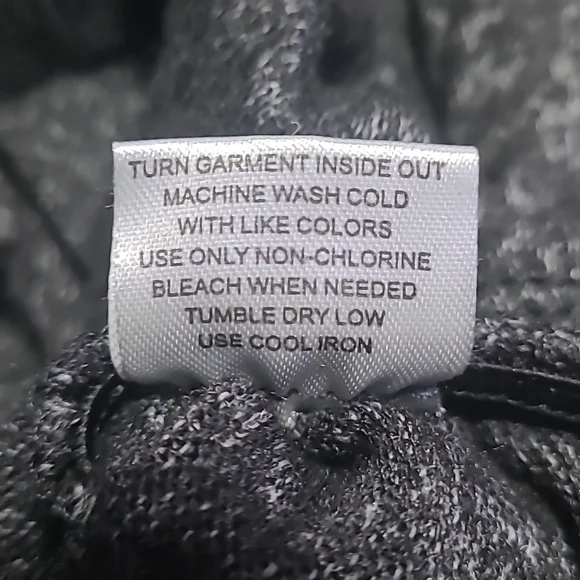 TURN GARMENT INSIDE OUT
MACHINE WASH COLD
WITH LIKE COLORS
USE ONLY NON-CHLORINE
BLEACH WHEN NEEDED
TUMBLE DRY LOW
USE COOL IRON